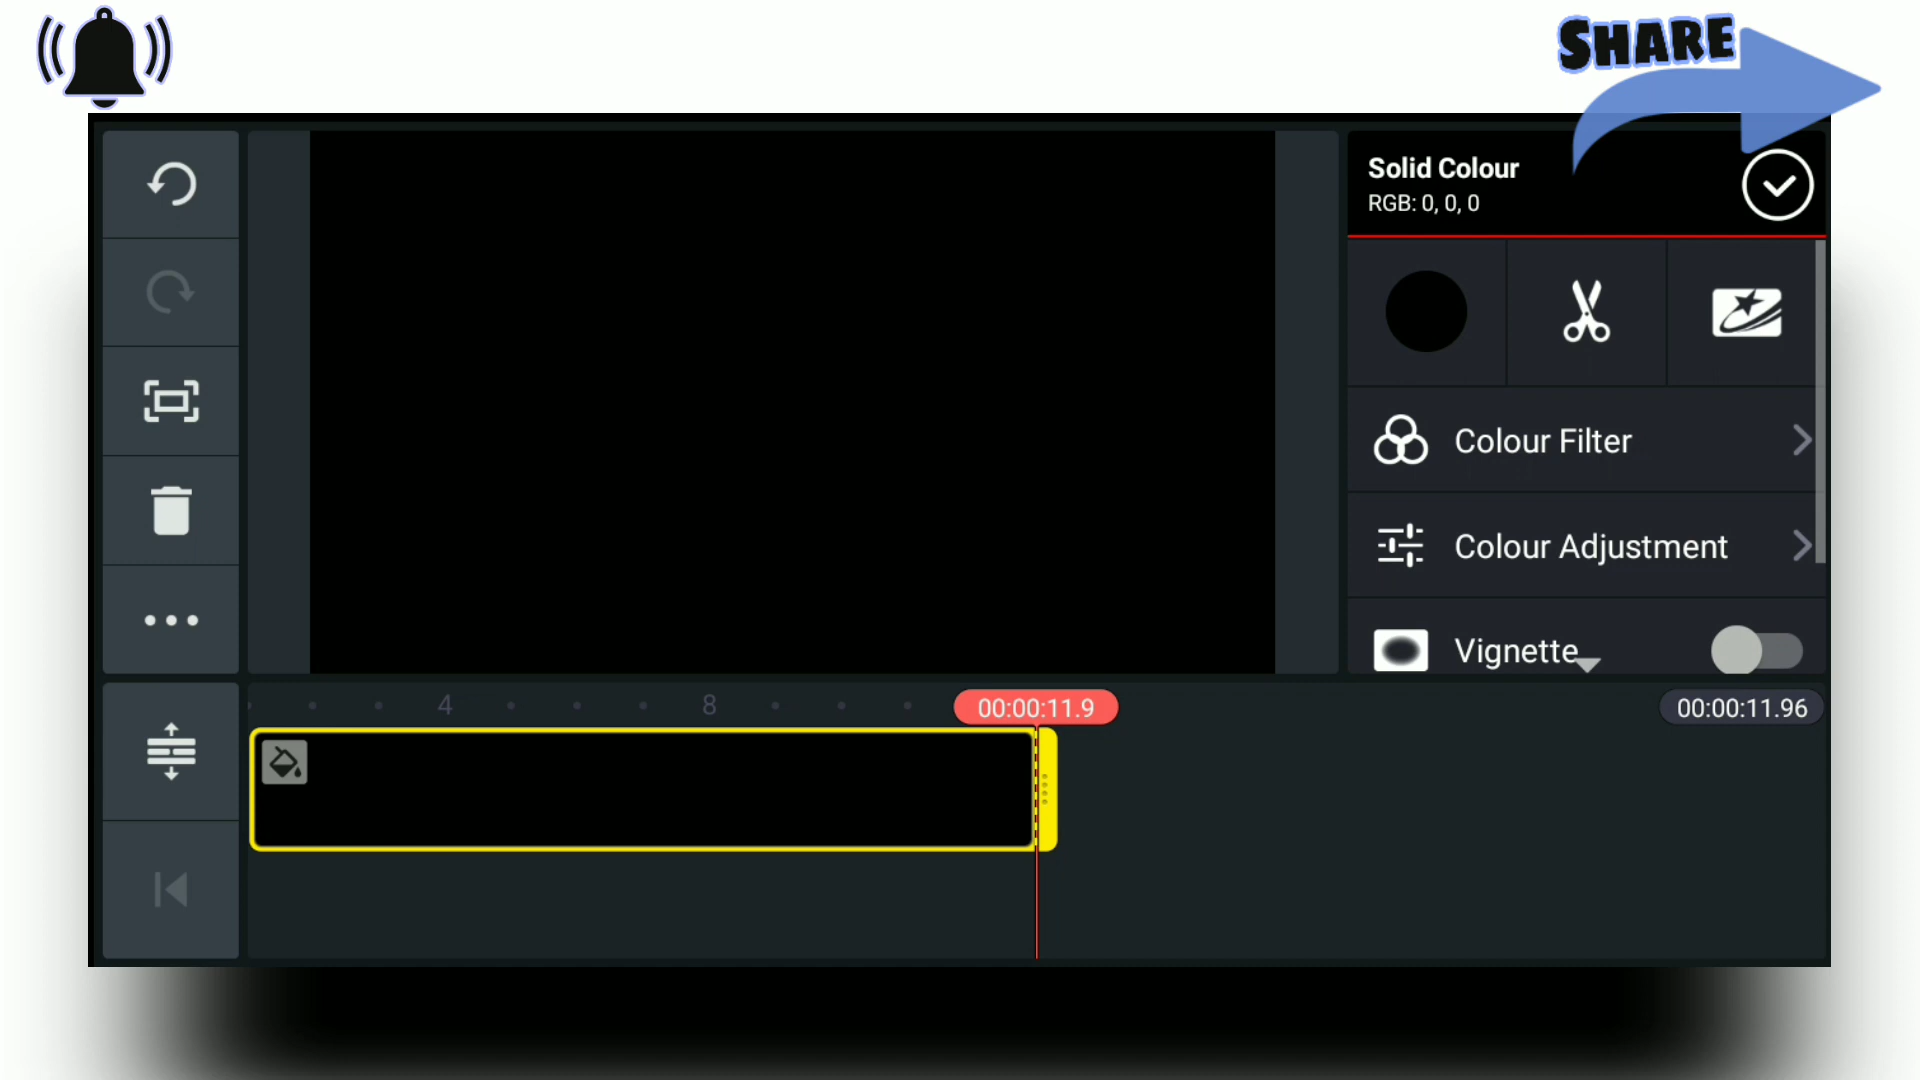 SHARE
Solid Colour
RGB: 0, 0, 0
Colour Filter
Colour Adjustment
Vignette
4
8
00:00:11.9
00:00:11.96